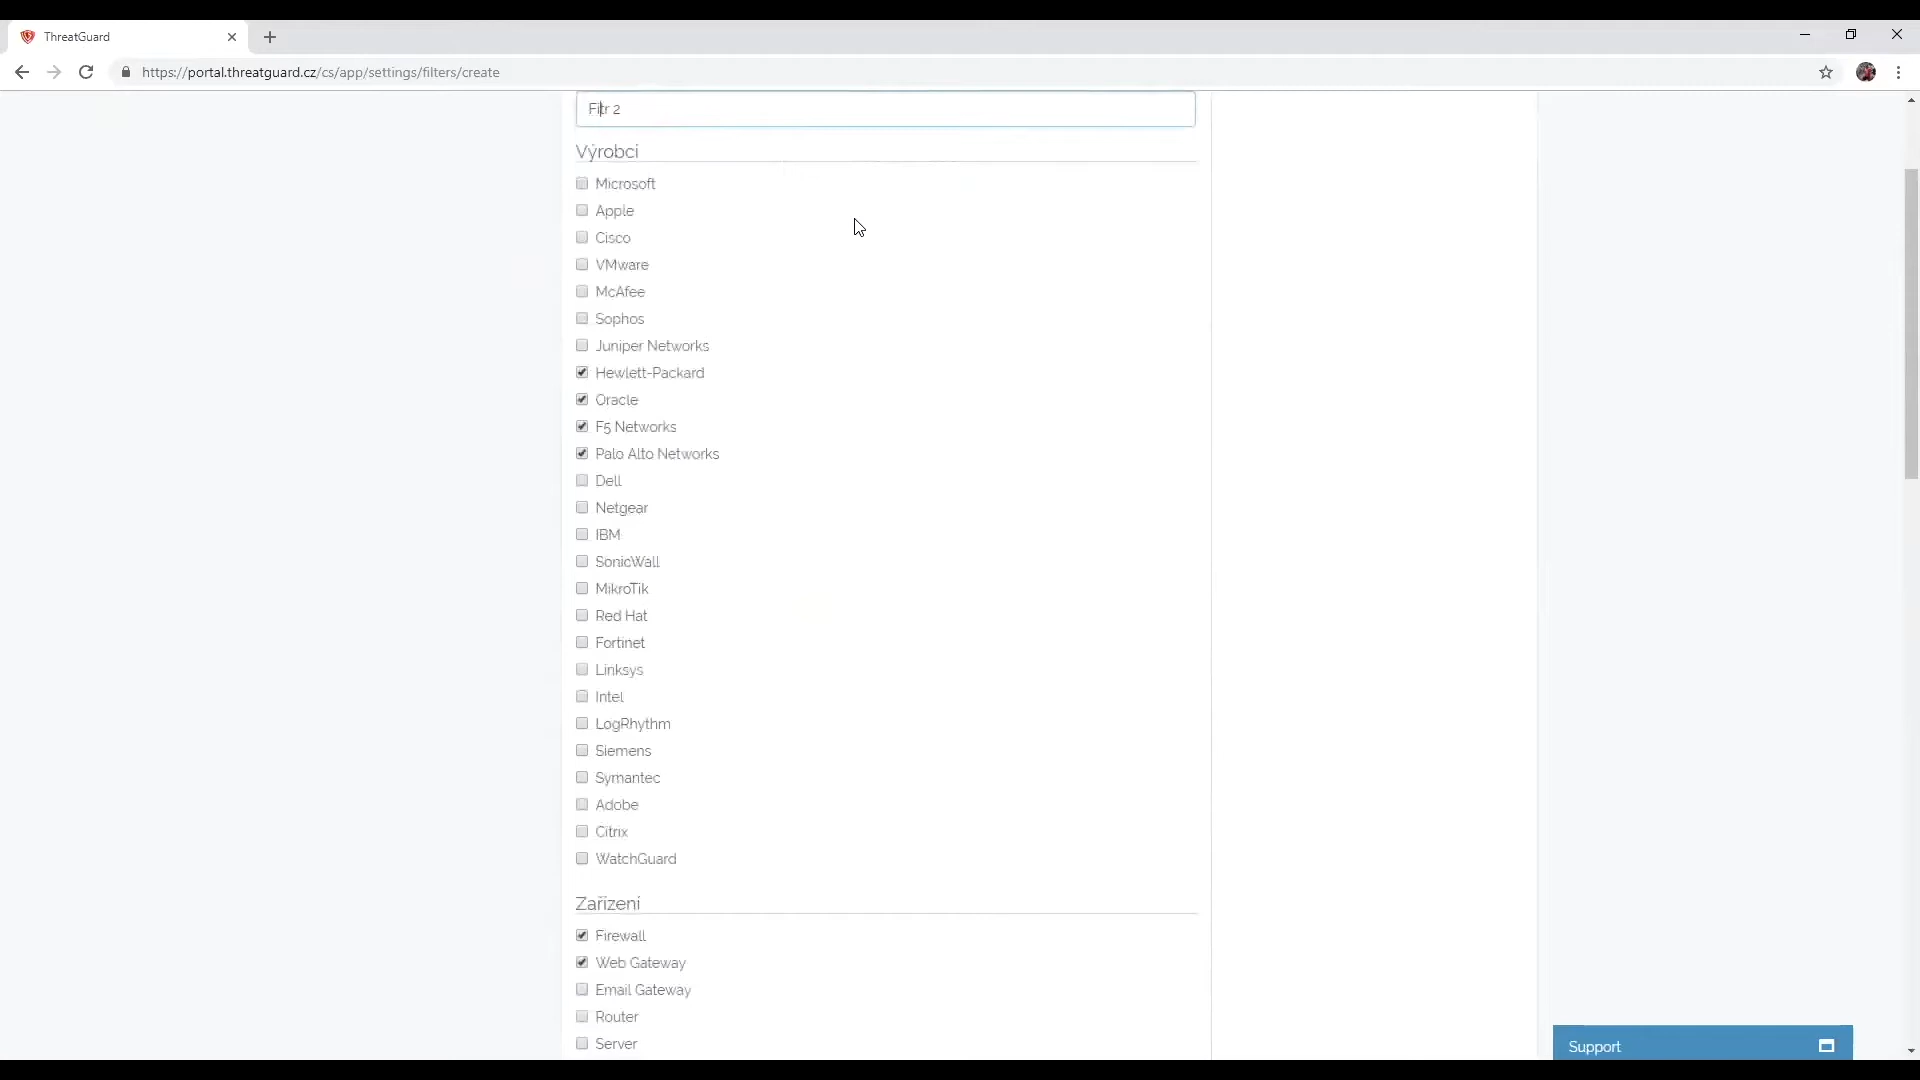 ThreatGuard
https://portal.threatguard.cz/cs/app/settings/filters/create
Fitr 2
Výrobci
Microsoft
Apple
Cisco
VMware
McAfee
Sophos
Juniper Networks
Hewlett-Packard
Oracle
F5 Networks
Palo Alto Networks
Dell
Netgear
IBM
SonicWall
MikroTik
Red Hat
Fortinet
Linksys
Intel
LogRhythm
Siemens
Symantec
Adobe
Citrix
WatchGuard
Zařízení
Firewall
Web Gateway
Email Gateway
Router
Server
Support